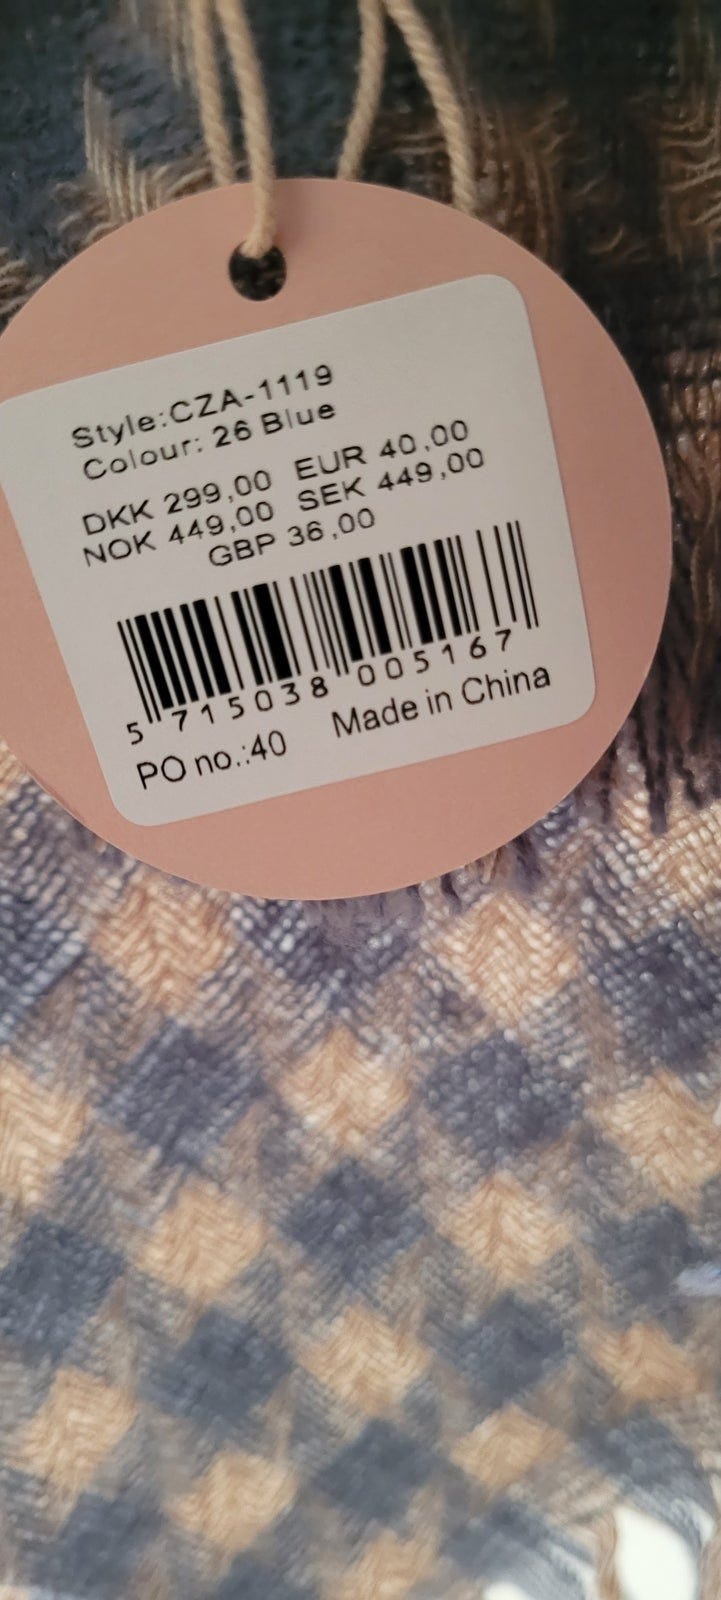 Style:CZA-1119
Colour: 26 Blue
DKK 299,00 EUR 40,00
NOK 449,00 SEK 449,00
GBP 36,00
5 715038 005167
PO no.:40 Made in China